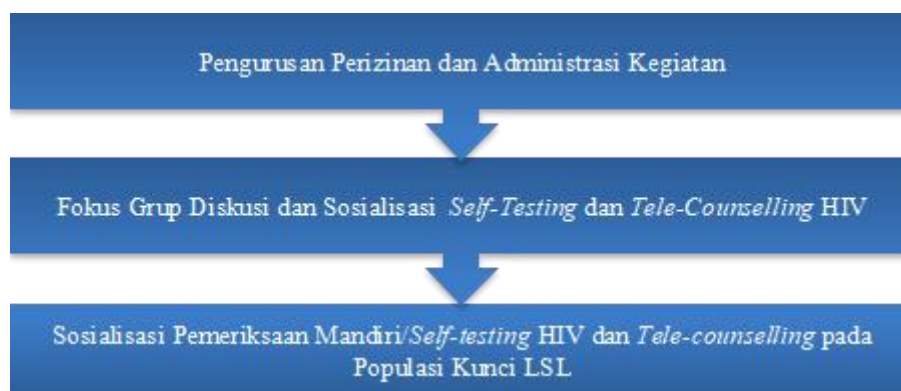 Pengurusan Perizinan dan Administrasi Kegiatan
Fokus Grup Diskusi dan Sosialisasi Self-Testing dan Tele-Counselling HIV
Sosialisasi Pemeriksaan Mandiri/Self-testing HIV dan Tele-counselling pada
Populasi Kunci LSL